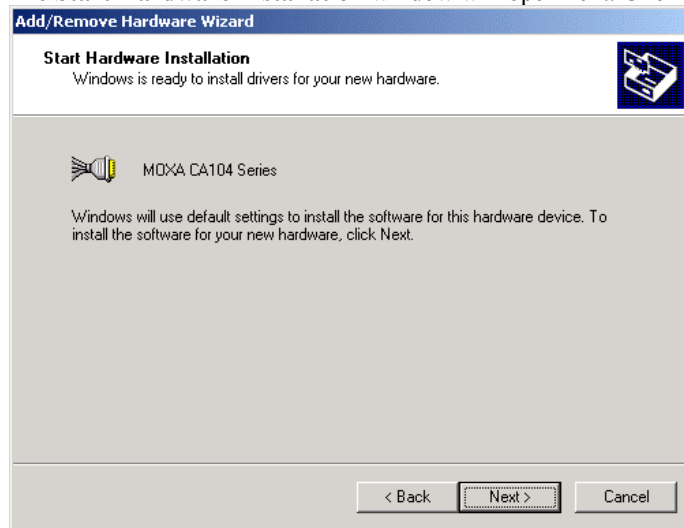 Add/Remove Hardware Wizard
Start Hardware Installation
Windows is ready to install drivers for your new hardware.
MOXA CA104 Series
Windows will use default settings to install the software for this hardware device. To
install the software for your new hardware, click Next.
< Back
Next >
Cancel